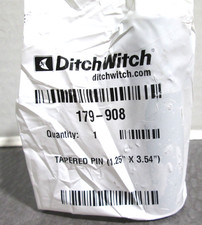 DitchWitch
ditchwitch.com
179-908
Quantity: 1
TAPERED PIN (1.25" X 3.54")